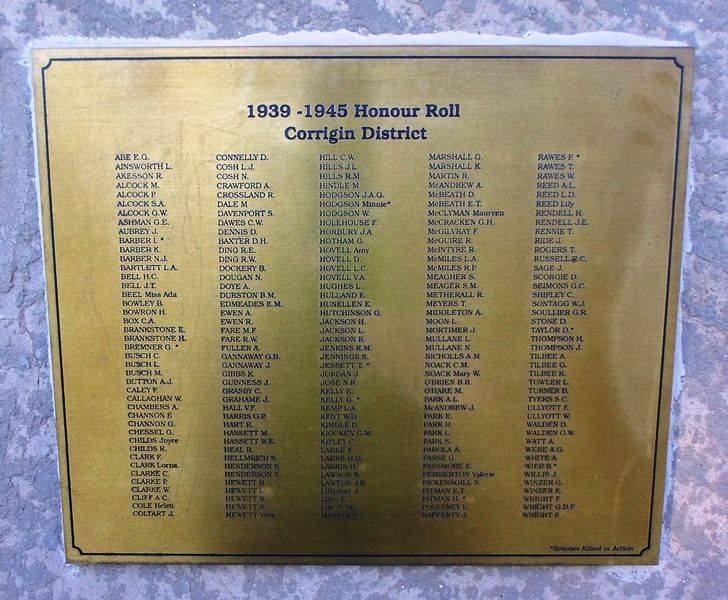 1939 -1945 Honour Roll
Corrigin District
ABE E.G.
AINSWORTH L.
AKESSON R.
ALCOCK M.
ALCOCK P.
ALCOCK S.A.
ALCOCK G.W.
ASHMAN G.E.
AUBREY J.
BARBER L *
BARBER K.
BARBER N.J.
BARTLETT L.A.
BELL H.C.
BELL J.T.
BEEL Miss Ada
BOWLEY B.
BOWRON H.
BOX C.A.
BRANKSTONE E.
BRANKSTONE H.
BREMNER G. *
BUSCH C.
BUSCH L.
BUSCH M.
BUTTON A.J.
CALEY F.
CALLAGHAN W.
CHAMBERS A.
CHANNON E
CHANNON G.
CHESSEL G.
CHILDS Joyce
CHILDS R.
CLARK F.
CLARK Lorna.
CLARKE C.
CLARKE P.
CLARKE W.
CLIFF A C.
COLE Helen
COLTART J.
CONNELLY D.
COSH L.J.
COSH N.
CRAWFORD A.
CROSSLAND R.
DALE M
DAVENPORT S.
DAWES C.W.
DENNIS D.
BAXTER D.H.
DING R.E.
DING R.W.
DOCKERY B.
DOUGAN N.
DOYE A.
DURSTON B.M.
EDMEADES E.M.
EWEN A.
EWEN R.
FARE M.F.
FARE R.W.
FULLER A.
GANNAWAY G.B.
GANNAWAY J.
GIBBS K.
GUINNESS J.
GRASBY C.
GRAHAME J.
HALL V.F.
HARRIS G.P.
HART R.
HASSETT M.
HASSETT W.E.
HEAL R.
HELLMRICH N.
HENDERSON N.
HENDERSON T.
HEWETT B.
HEWETT L.
HEWETT N.
HEWETT R.
HEWETT Vera
HILL C.W.
HILLS J.L
HILLS R.M.
HINDLE M.
HODGSON J.A.G.
HODGSON Minnie*
HODGSON W.
HOLEHOUSE F.
HORBURY J.A.
HOTHAM G.
HOVELL Amy
HOVELL D.
HOVELL L.C.
HOVELL V.A.
HUGHES L.
HULLAND E.
HUNELLEN E.
HUTCHINSON G.
JACKSON H.
JACKSON L.
JACKSON R.
JENKINS R.M.
JENNINGS S.
JESSETT T. *
JORDAN J
JOSE N R.
KELLY E.
KELLY G. *
KEMP L.A.
KENT W.D.
KIMBLE D.
KIOCKEN G.M.
KIPLEY C.
LARKE F.
LARKE H D.
LARKIN H.
LAWSON N
LAWTON J.B.
LINDSAY J.
LING F.
LINGS P.G.
MARSDEN J.
MARSHALL G.
MARSHALL K.
MARTIN R.
McANDREW A.
McBEATH D.
McBEATH E.T.
McCLYMAN Maureen
McCRACKEN G.H.
McGILVRAY F.
McGUIRE R.
McINTYRE R.
McMILES L.A.
McMILES R.P.
MEAGHER S.
MEAGER S.M.
METHERALL R.
MEYERS T.
MIDDLETON A.
MOON L.
MORTIMER J.
MULLANE L.
MULLANE N.
NICHOLLS A M
NOACK C.M.
NOACK Mary W.
O'BRIEN B.B.
O'HARE M.
PARK A.L.
McANDREW J.
PARK E.
PARK H.
PARK L.
PARK S.
PAROLA A.
PASSE G.
PASSMORE E.
PEMBERTON Valerie
PICKERSGILL N.
PITMAN E.T.
PITMAN H. *
POULTNEY L.
RAFFERTY J.
RAWES F. *
RAWES T.
RAWES W.
REED A.L.
REED L.D.
REED Lily
RENDELL H.
RENDELL J.E.
RENNIE T.
RIDE J.
ROGERS T.
RUSSELL R C.
SAGE J.
SCORGIE D.
SEIMONS G.C.
SHIPLEY C.
SONTAGG W.J.
SOULLIER G.R.
STONE D.
TAYLOR D.*
THOMPSON H.
THOMPSON J.
TILBEE A.
TILBEE G.
TILBEE R.
TOWLER L.
TURNER B.
TYERS S C.
ULLYOTT E.
ULLYOTT W.
WALDEN D.
WALDEN G.W.
WATT A.
WERE A.G.
WHITE A.
WIER R *
WILLIS J.
WINZER G.
WINZER K.
WRIGHT F.
WRIGHT G.D.F.
WRIGHT P.
*denotes Killed in Action